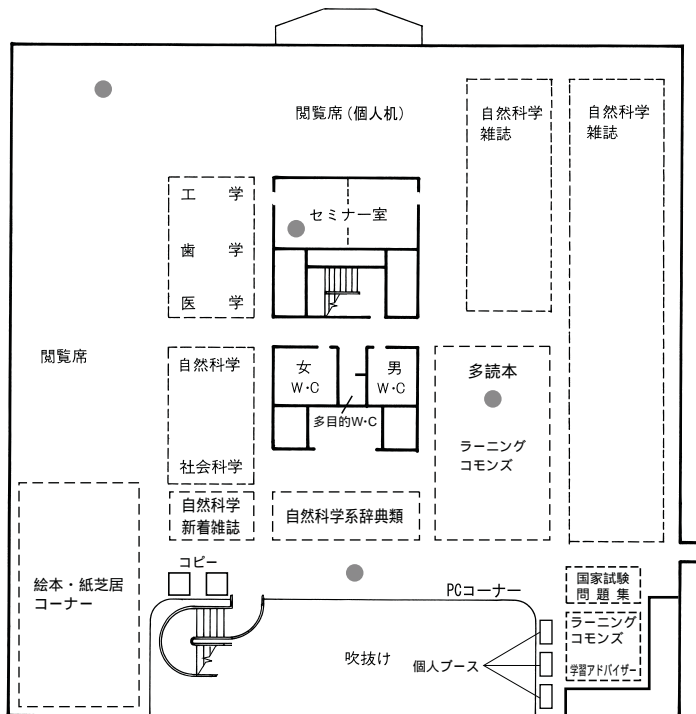 閲覧席(個人机)
自然科学
雑誌
自然科学
雑誌
工 学
歯 学
医 学
セミナー室
閲覧席
自然科学
社会科学
女
W・C
男
W・C
多目的W・C
多読本
ラーニング
コモンズ
自然科学
新着雑誌
自然科学系辞典類
絵本・紙芝居
コーナー
コピー
PCコーナー
国家試験
問題集
ラーニング
コモンズ
学習アドバイザー
吹抜け
個人ブース